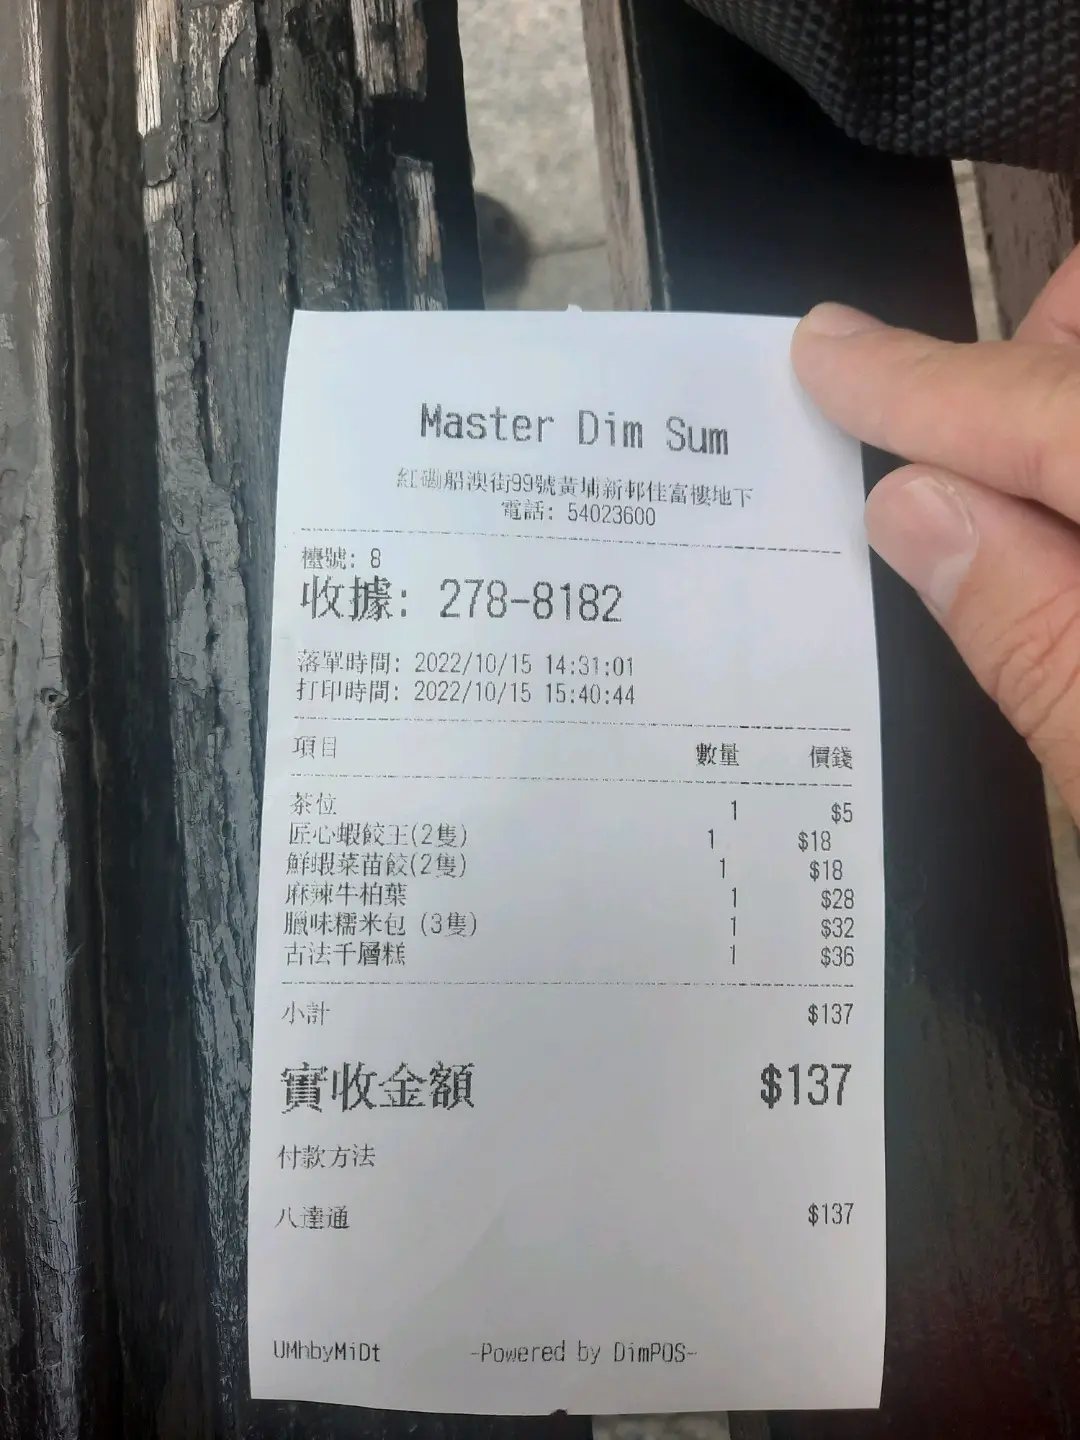 Master Dim Sum
紅磡船澳街99號黃埔新邨佳富樓地下
電話: 54023600
檯號: 8
收據: 278-8182
落單時間: 2022/10/15 14:31:01
打印時間: 2022/10/15 15:40:44
項目 數量 價錢
茶位 1 $5
匠心蝦餃王(2隻) 1 $18
鮮蝦菜苗餃(2隻) 1 $18
麻辣牛柏葉 1 $28
臘味糯米包 (3隻) 1 $32
古法千層糕 1 $36
小計 $137
實收金額 $137
付款方法
八達通 $137
UMhbyMiDt -Powered by DimPOS-